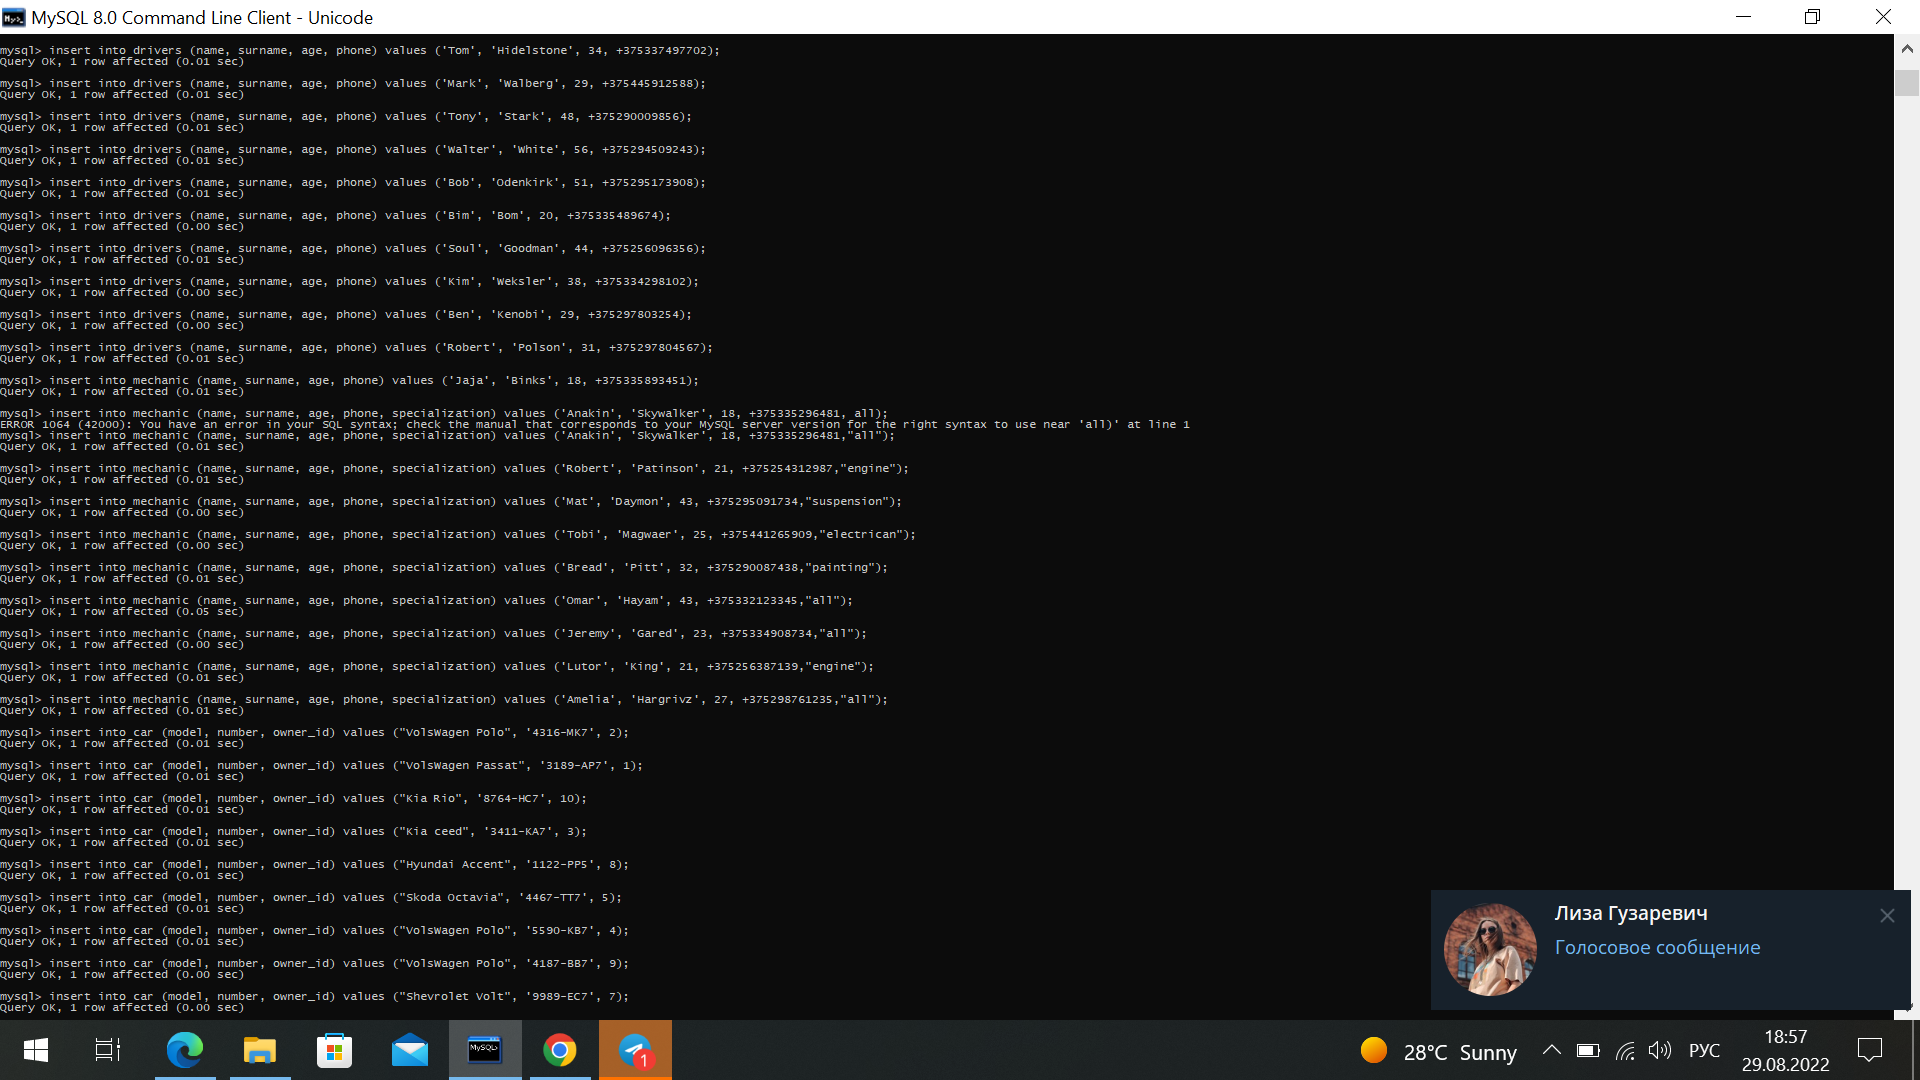 MySQL 8.0 Command Line Client - Unicode
mysql> insert into drivers (name, surname, age, phone) values ('Tom', 'Hidelstone', 34, +375337497702);
Query OK, 1 row affected (0.01 sec)
mysql> insert into drivers (name, surname, age, phone) values ('Mark', 'Walberg', 29, +375445912588);
Query OK, 1 row affected (0.01 sec)
mysql> insert into drivers (name, surname, age, phone) values ('Tony', 'Stark', 48, +375290009856);
Query OK, 1 row affected (0.01 sec)
mysql> insert into drivers (name, surname, age, phone) values ('Walter', 'White', 56, +375294509243);
Query OK, 1 row affected (0.01 sec)
mysql> insert into drivers (name, surname, age, phone) values ('Bob', 'Odenkirk', 51, +375295173908);
Query OK, 1 row affected (0.01 sec)
mysql> insert into drivers (name, surname, age, phone) values ('Bim', 'Bom', 20, +375335489674);
Query OK, 1 row affected (0.00 sec)
mysql> insert into drivers (name, surname, age, phone) values ('Soul', 'Goodman', 44, +375256096356);
Query OK, 1 row affected (0.01 sec)
mysql> insert into drivers (name, surname, age, phone) values ('Kim', 'Weksler', 38, +375334298102);
Query OK, 1 row affected (0.00 sec)
mysql> insert into drivers (name, surname, age, phone) values ('Ben', 'Kenobi', 29, +375297803254);
Query OK, 1 row affected (0.00 sec)
mysql> insert into drivers (name, surname, age, phone) values ('Robert', 'Polson', 31, +375297804567);
Query OK, 1 row affected (0.01 sec)
mysql> insert into mechanic (name, surname, age, phone) values ('Jaja', 'Binks', 18, +375335893451);
Query OK, 1 row affected (0.01 sec)
mysql> insert into mechanic (name, surname, age, phone, specialization) values ('Anakin', 'Skywalker', 18, +375335296481, all);
ERROR 1064 (42000): You have an error in your SQL syntax; check the manual that corresponds to your MySQL server version for the right syntax to use near 'all)' at line 1
mysql> insert into mechanic (name, surname, age, phone, specialization) values ('Anakin', 'Skywalker', 18, +375335296481,"all");
Query OK, 1 row affected (0.01 sec)
mysql> insert into mechanic (name, surname, age, phone, specialization) values ('Robert', 'Patinson', 21, +375254312987,"engine");
Query OK, 1 row affected (0.01 sec)
mysql> insert into mechanic (name, surname, age, phone, specialization) values ('Mat', 'Daymon', 43, +375295091734,"suspension");
Query OK, 1 row affected (0.00 sec)
mysql> insert into mechanic (name, surname, age, phone, specialization) values ('Tobi', 'Magwaer', 25, +375441265909,"electrican");
Query OK, 1 row affected (0.00 sec)
mysql> insert into mechanic (name, surname, age, phone, specialization) values ('Bread', 'Pitt', 32, +375290087438,"painting");
Query OK, 1 row affected (0.01 sec)
mysql> insert into mechanic (name, surname, age, phone, specialization) values ('Omar', 'Hayam', 43, +375332123345,"all");
Query OK, 1 row affected (0.05 sec)
mysql> insert into mechanic (name, surname, age, phone, specialization) values ('Jeremy', 'Gared', 23, +375334908734,"all");
Query OK, 1 row affected (0.00 sec)
mysql> insert into mechanic (name, surname, age, phone, specialization) values ('Lutor', 'King', 21, +375256387139,"engine");
Query OK, 1 row affected (0.01 sec)
mysql> insert into mechanic (name, surname, age, phone, specialization) values ('Amelia', 'Hargrivz', 27, +375298761235,"all");
Query OK, 1 row affected (0.01 sec)
mysql> insert into car (model, number, owner_id) values ("VolsWagen Polo", '4316-MK7', 2);
Query OK, 1 row affected (0.01 sec)
mysql> insert into car (model, number, owner_id) values ("VolsWagen Passat", '3189-AP7', 1);
Query OK, 1 row affected (0.01 sec)
mysql> insert into car (model, number, owner_id) values ("Kia Rio", '8764-HC7', 10);
Query OK, 1 row affected (0.01 sec)
mysql> insert into car (model, number, owner_id) values ("Kia ceed", '3411-KA7', 3);
Query OK, 1 row affected (0.01 sec)
mysql> insert into car (model, number, owner_id) values ("Hyundai Accent", '1122-PP5', 8);
Query OK, 1 row affected (0.01 sec)
mysql> insert into car (model, number, owner_id) values ("Skoda Octavia", '4467-TT7', 5);
Query OK, 1 row affected (0.01 sec)
mysql> insert into car (model, number, owner_id) values ("VolsWagen Polo", '5590-KB7', 4);
Query OK, 1 row affected (0.01 sec)
mysql> insert into car (model, number, owner_id) values ("VolsWagen Polo", '4187-BB7', 9);
Query OK, 1 row affected (0.00 sec)
mysql> insert into car (model, number, owner_id) values ("Shevrolet Volt", '9989-EC7', 7);
Query OK, 1 row affected (0.00 sec)
Лиза Гузаревич
Голосовое сообщение
MySQL>
1
28°C Sunny
РУС
18:57
29.08.2022